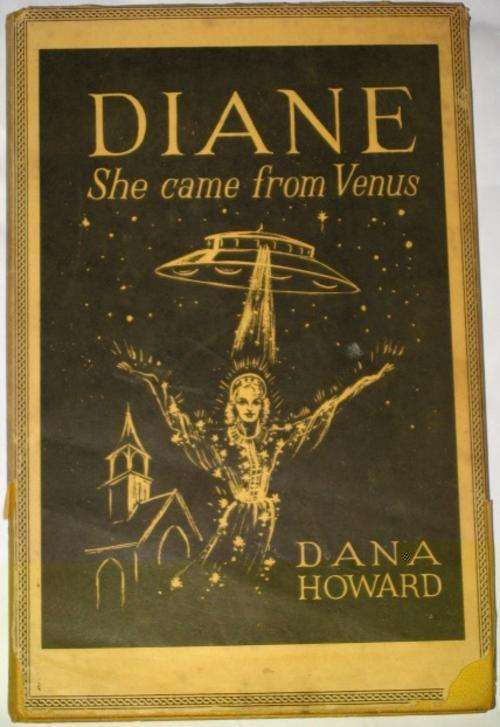 DIANE
She came from Venus
DANA
HOWARD